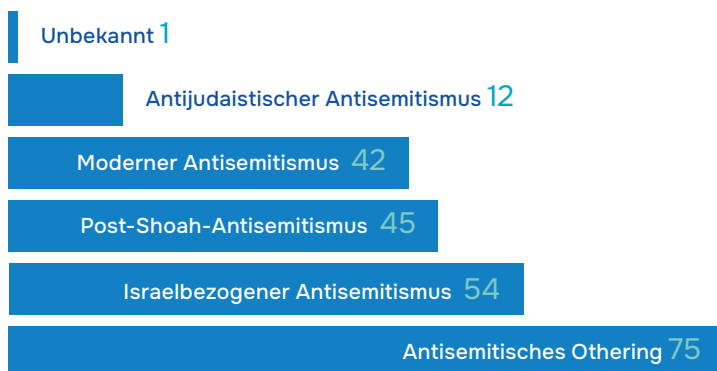 Unbekannt 1
Antijudaistischer Antisemitismus 12
Moderner Antisemitismus 42
Post-Shoah-Antisemitismus 45
Israelbezogener Antisemitismus 54
Antisemitisches Othering 75